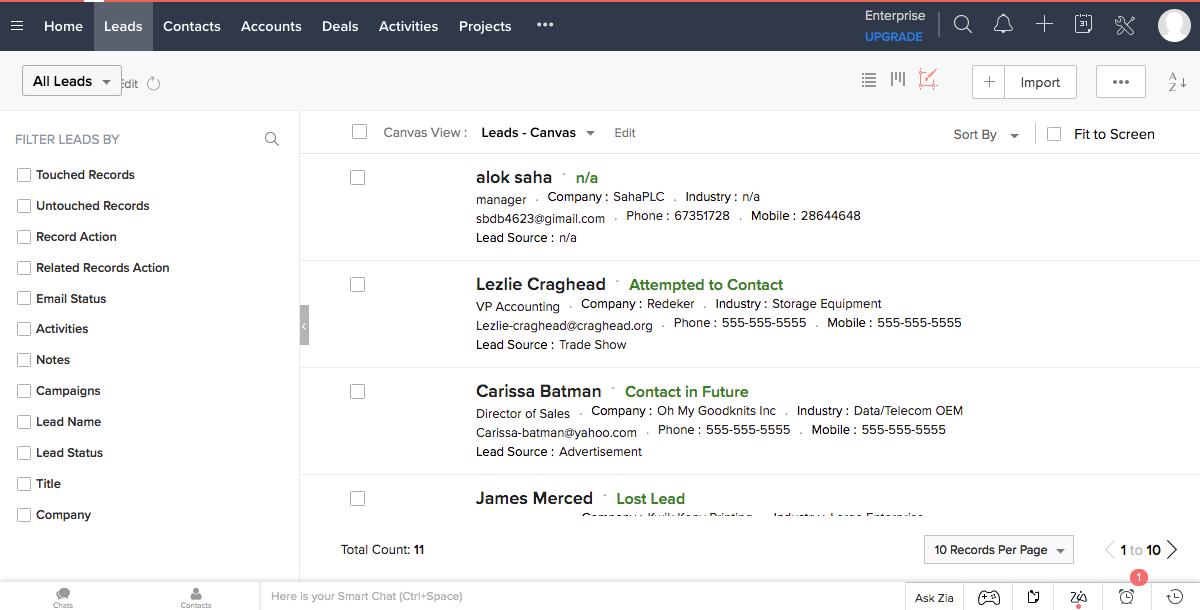 Home Leads Contacts Accounts Deals Activities Projects ••• Enterprise
UPGRADE
31
All Leads Edit
Import •••
A
Z
FILTER LEADS BY
Touched Records
Untouched Records
Record Action
Related Records Action
Email Status
Activities
Notes
Campaigns
Lead Name
Lead Status
Title
Company
Canvas View : Leads - Canvas Edit Sort By Fit to Screen
alok saha - n/a
manager . Company : SahaPLC . Industry : n/a
sbdb4623@gimail.com . Phone : 67351728 . Mobile : 28644648
Lead Source : n/a
Lezlie Craghead - Attempted to Contact
VP Accounting . Company : Redeker . Industry : Storage Equipment
Lezlie-craghead@craghead.org . Phone : 555-555-5555 . Mobile : 555-555-5555
Lead Source : Trade Show
Carissa Batman - Contact in Future
Director of Sales . Company : Oh My Goodknits Inc . Industry : Data/Telecom OEM
Carissa-batman@yahoo.com . Phone : 555-555-5555 . Mobile : 555-555-5555
Lead Source : Advertisement
James Merced - Lost Lead
Company : Kwik Kopy Printing . Industry : Large Enterprise
Total Count: 11 10 Records Per Page 1 to 10
Chats Contacts Here is your Smart Chat (Ctrl+Space) Ask Zia 1